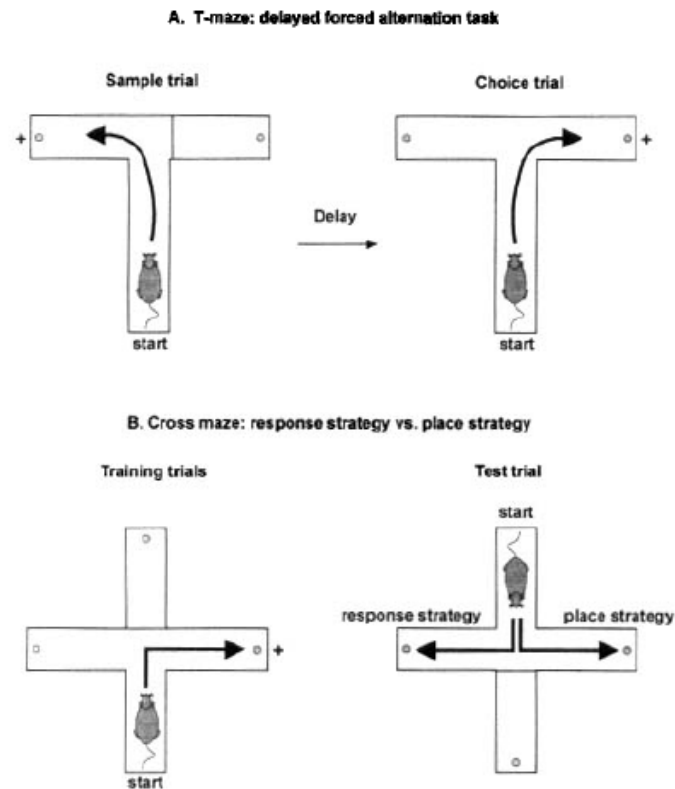 A. T-maze: delayed forced alternation task
Sample trial
Choice trial
+
+
Delay
start
start
B. Cross maze: response strategy vs. place strategy
Training trials
Test trial
start
response strategy
place strategy
+
start